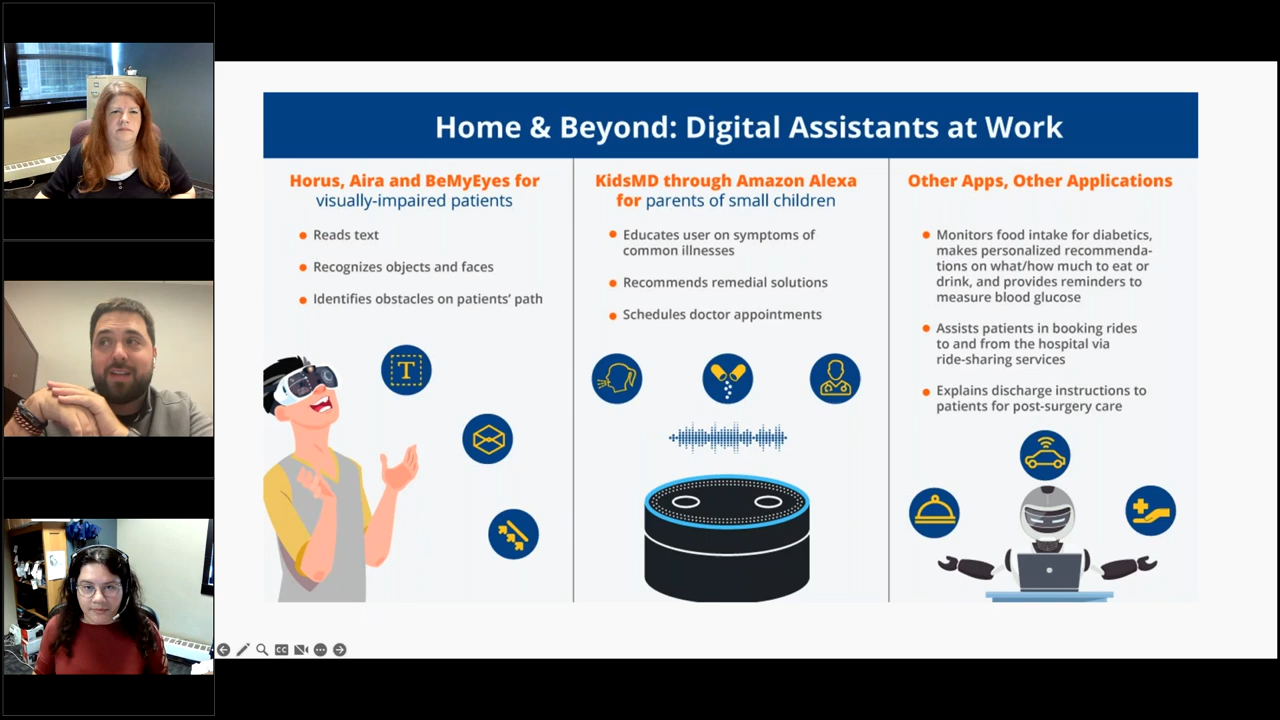 Home & Beyond: Digital Assistants at Work
Horus, Aira and BeMyEyes for
visually-impaired patients
Reads text
Recognizes objects and faces
Identifies obstacles on patients' path
T
KidsMD through Amazon Alexa
for parents of small children
Educates user on symptoms of
common illnesses
Recommends remedial solutions
Schedules doctor appointments
Other Apps, Other Applications
Monitors food intake for diabetics,
makes personalized recommenda-
tions on what/how much to eat or
drink, and provides reminders to
measure blood glucose
Assists patients in booking rides
to and from the hospital via
ride-sharing services
Explains discharge instructions to
patients for post-surgery care
CC